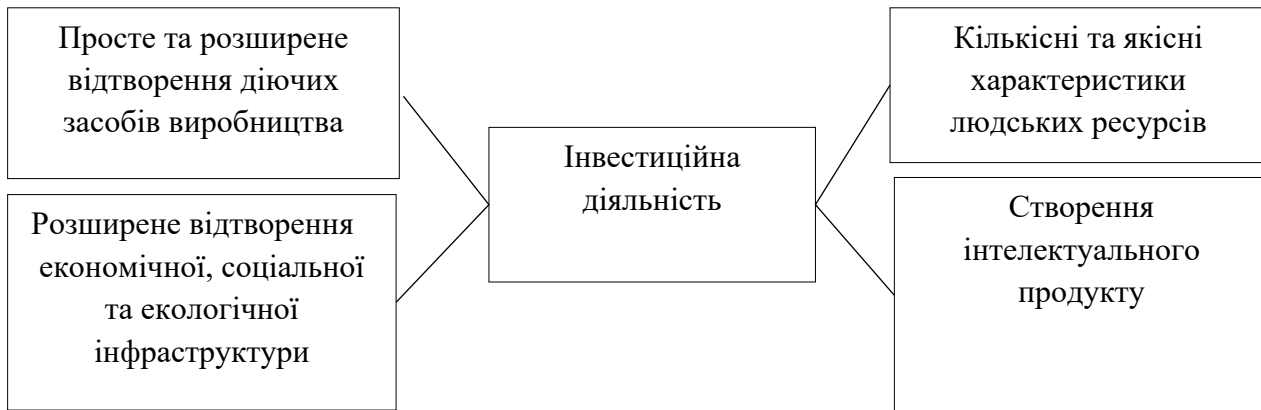 Просте та розширене
відтворення діючих
засобів виробництва
Розширене відтворення
економічної, соціальної
та екологічної
інфраструктури
Інвестиційна
діяльність
Кількісні та якісні
характеристики
людських ресурсів
Створення
інтелектуального
продукту